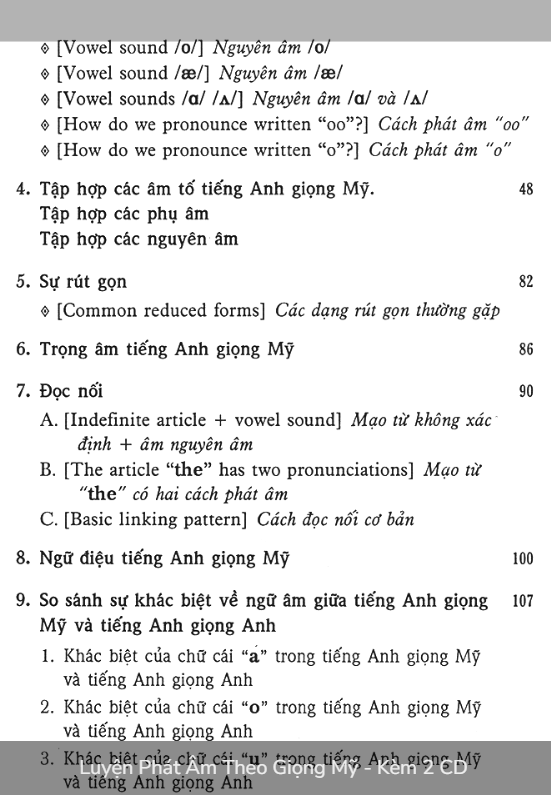 ◈ [Vowel sound /o/] Nguyên âm /o/
◈ [Vowel sound /æ/] Nguyên âm /æ/
◈ [Vowel sounds /ɑ/ /ʌ/] Nguyên âm /ɑ/ và /ʌ/
◈ [How do we pronounce written “oo”?] Cách phát âm “oo”
◈ [How do we pronounce written “o”?] Cách phát âm “o”
4. Tập hợp các âm tố tiếng Anh giọng Mỹ. 48
Tập hợp các phụ âm
Tập hợp các nguyên âm
5. Sự rút gọn 82
◈ [Common reduced forms] Các dạng rút gọn thường gặp
6. Trọng âm tiếng Anh giọng Mỹ 86
7. Đọc nối 90
A. [Indefinite article + vowel sound] Mạo từ không xác
định + âm nguyên âm
B. [The article “the” has two pronunciations] Mạo từ
“the” có hai cách phát âm
C. [Basic linking pattern] Cách đọc nối cơ bản
8. Ngữ điệu tiếng Anh giọng Mỹ 100
9. So sánh sự khác biệt về ngữ âm giữa tiếng Anh giọng 107
Mỹ và tiếng Anh giọng Anh
1. Khác biệt của chữ cái “a” trong tiếng Anh giọng Mỹ
và tiếng Anh giọng Anh
2. Khác biệt của chữ cái “o” trong tiếng Anh giọng Mỹ
và tiếng Anh giọng Anh
3. Khác biệt của chữ cái “u” trong tiếng Anh giọng Mỹ
Luyện Phát Âm Theo Giọng Mỹ - Kèm 2 CD
và tiếng Anh giọng Anh